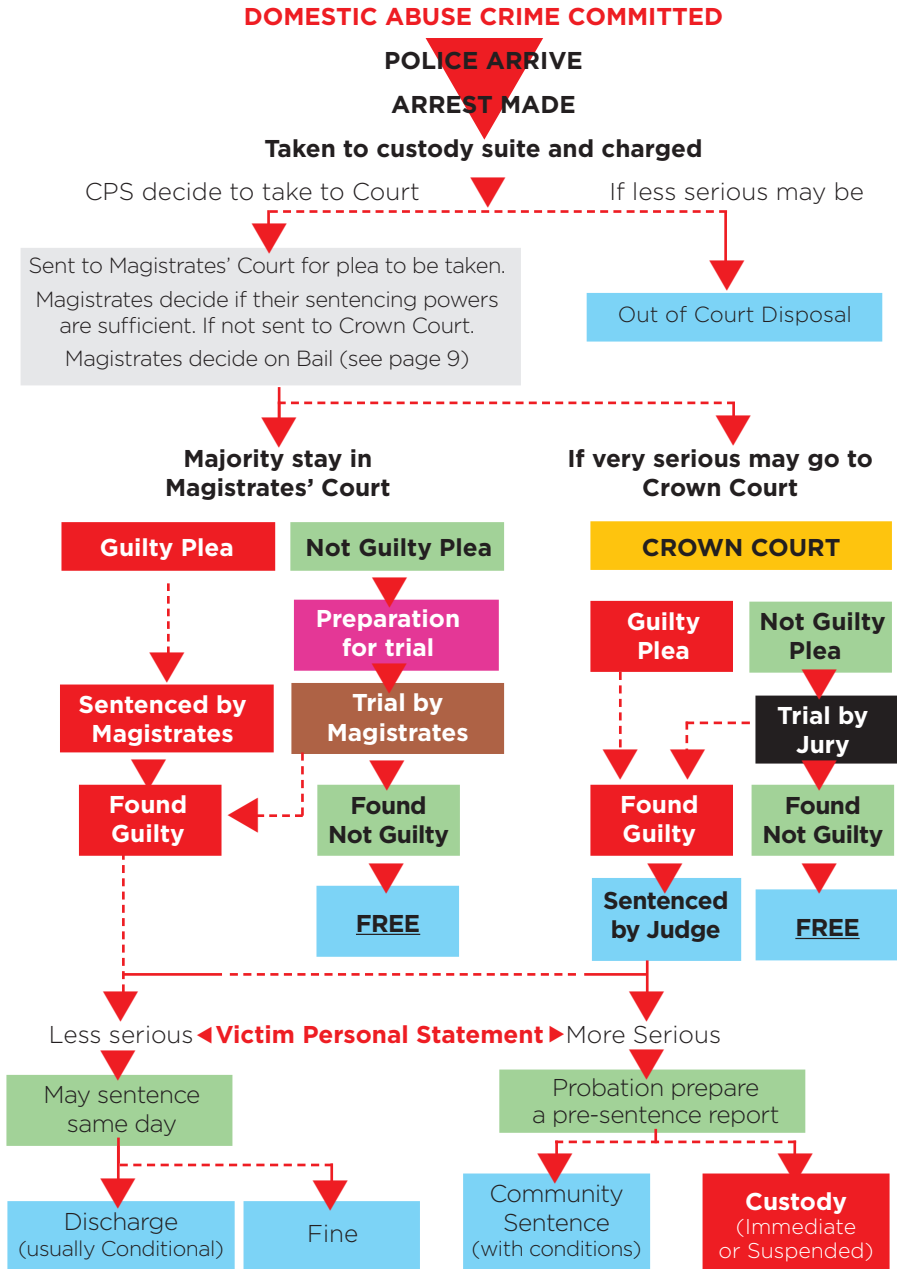 DOMESTIC ABUSE CRIME COMMITTED
POLICE ARRIVE
ARREST MADE
Taken to custody suite and charged
CPS decide to take to Court
If less serious may be
Sent to Magistrates’ Court for plea to be taken.
Magistrates decide if their sentencing powers
are sufficient. If not sent to Crown Court.
Magistrates decide on Bail (see page 9)
Out of Court Disposal
Majority stay in
Magistrates’ Court
If very serious may go to
Crown Court
Guilty Plea
Not Guilty Plea
CROWN COURT
Preparation
for trial
Guilty
Plea
Not Guilty
Plea
Sentenced by
Magistrates
Trial by
Magistrates
Trial by
Jury
Found
Guilty
Found
Not Guilty
Found
Guilty
Found
Not Guilty
FREE
Sentenced
by Judge
FREE
Less serious
Victim Personal Statement
More Serious
May sentence
same day
Probation prepare
a pre-sentence report
Discharge
(usually Conditional)
Fine
Community
Sentence
(with conditions)
Custody
(Immediate
or Suspended)